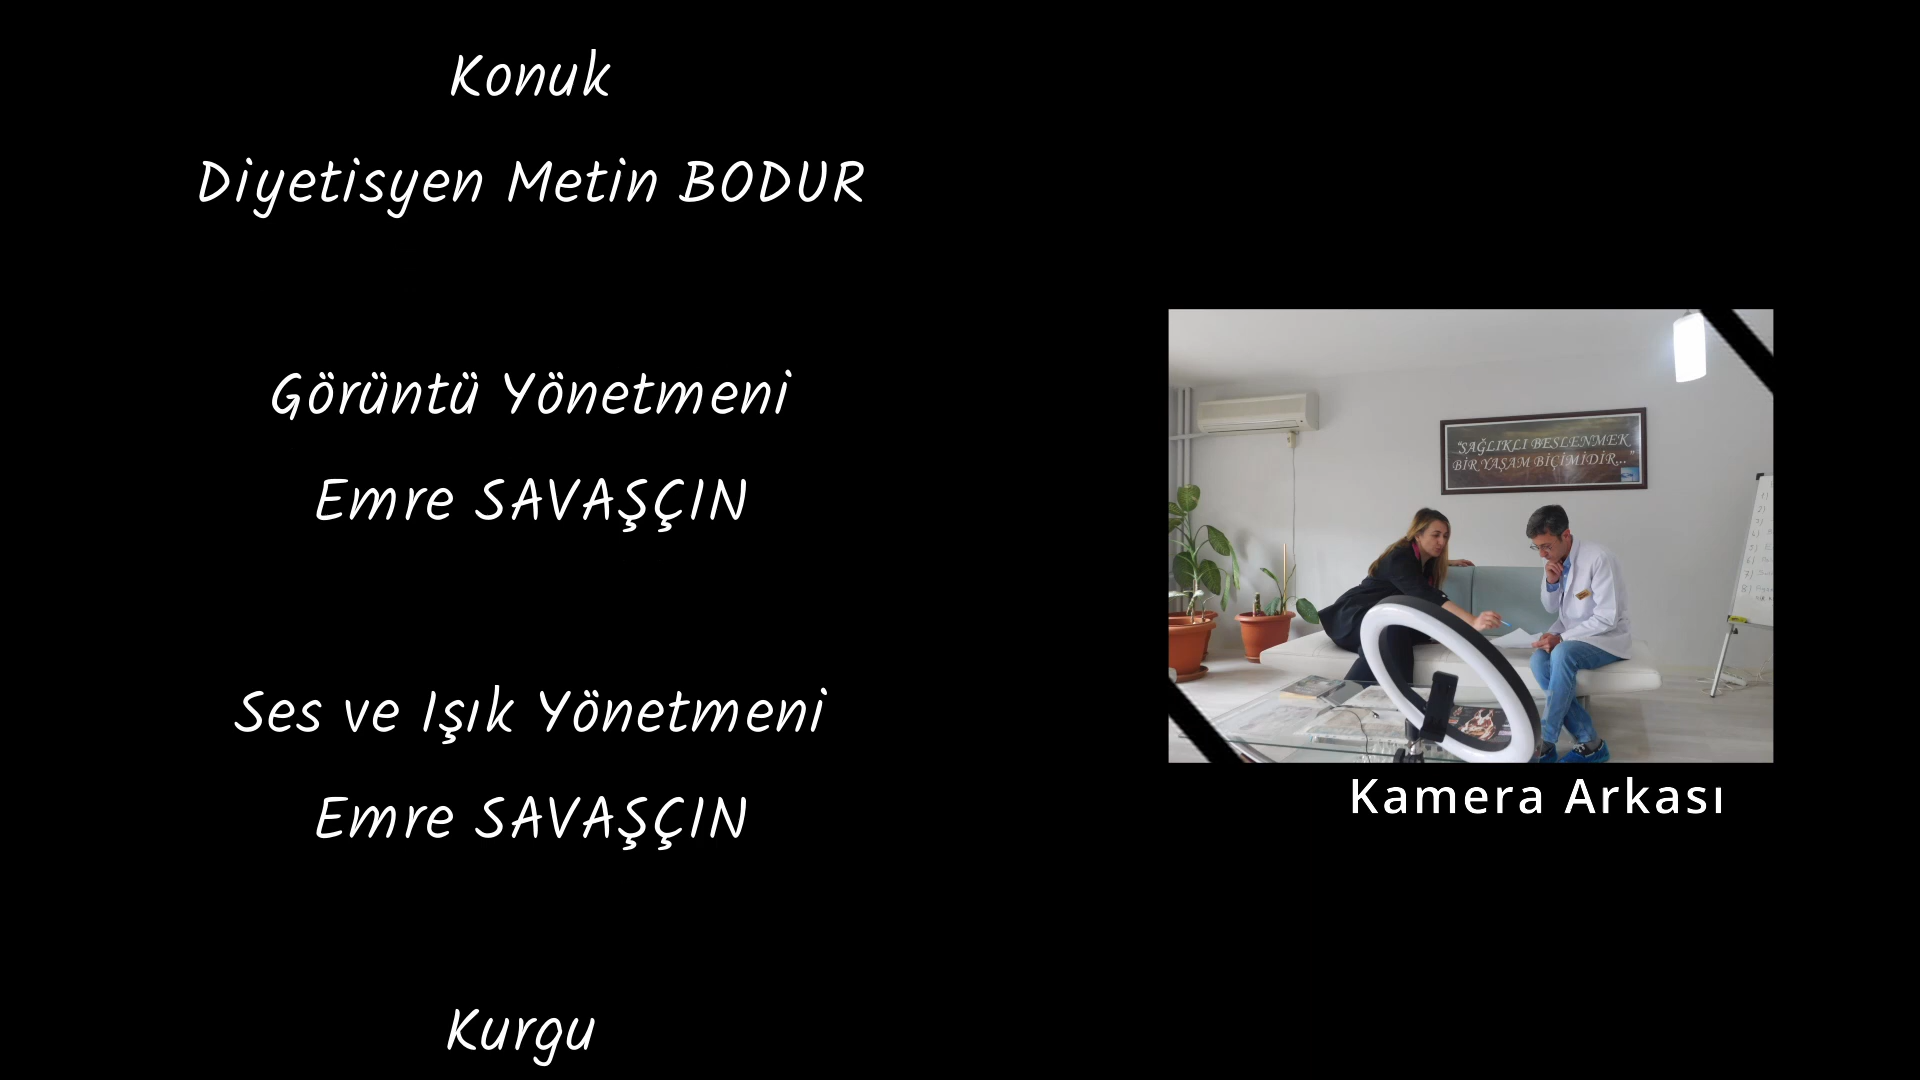 Konuk
Diyetisyen Metin BODUR
Görüntü Yönetmeni
Emre SAVAŞÇIN
Ses ve Işık Yönetmeni
Emre SAVAŞÇIN
Kurgu
"SAĞLIKLI BESLENMEK
BİR YAŞAM BİÇİMİDİR..."
Kamera Arkası